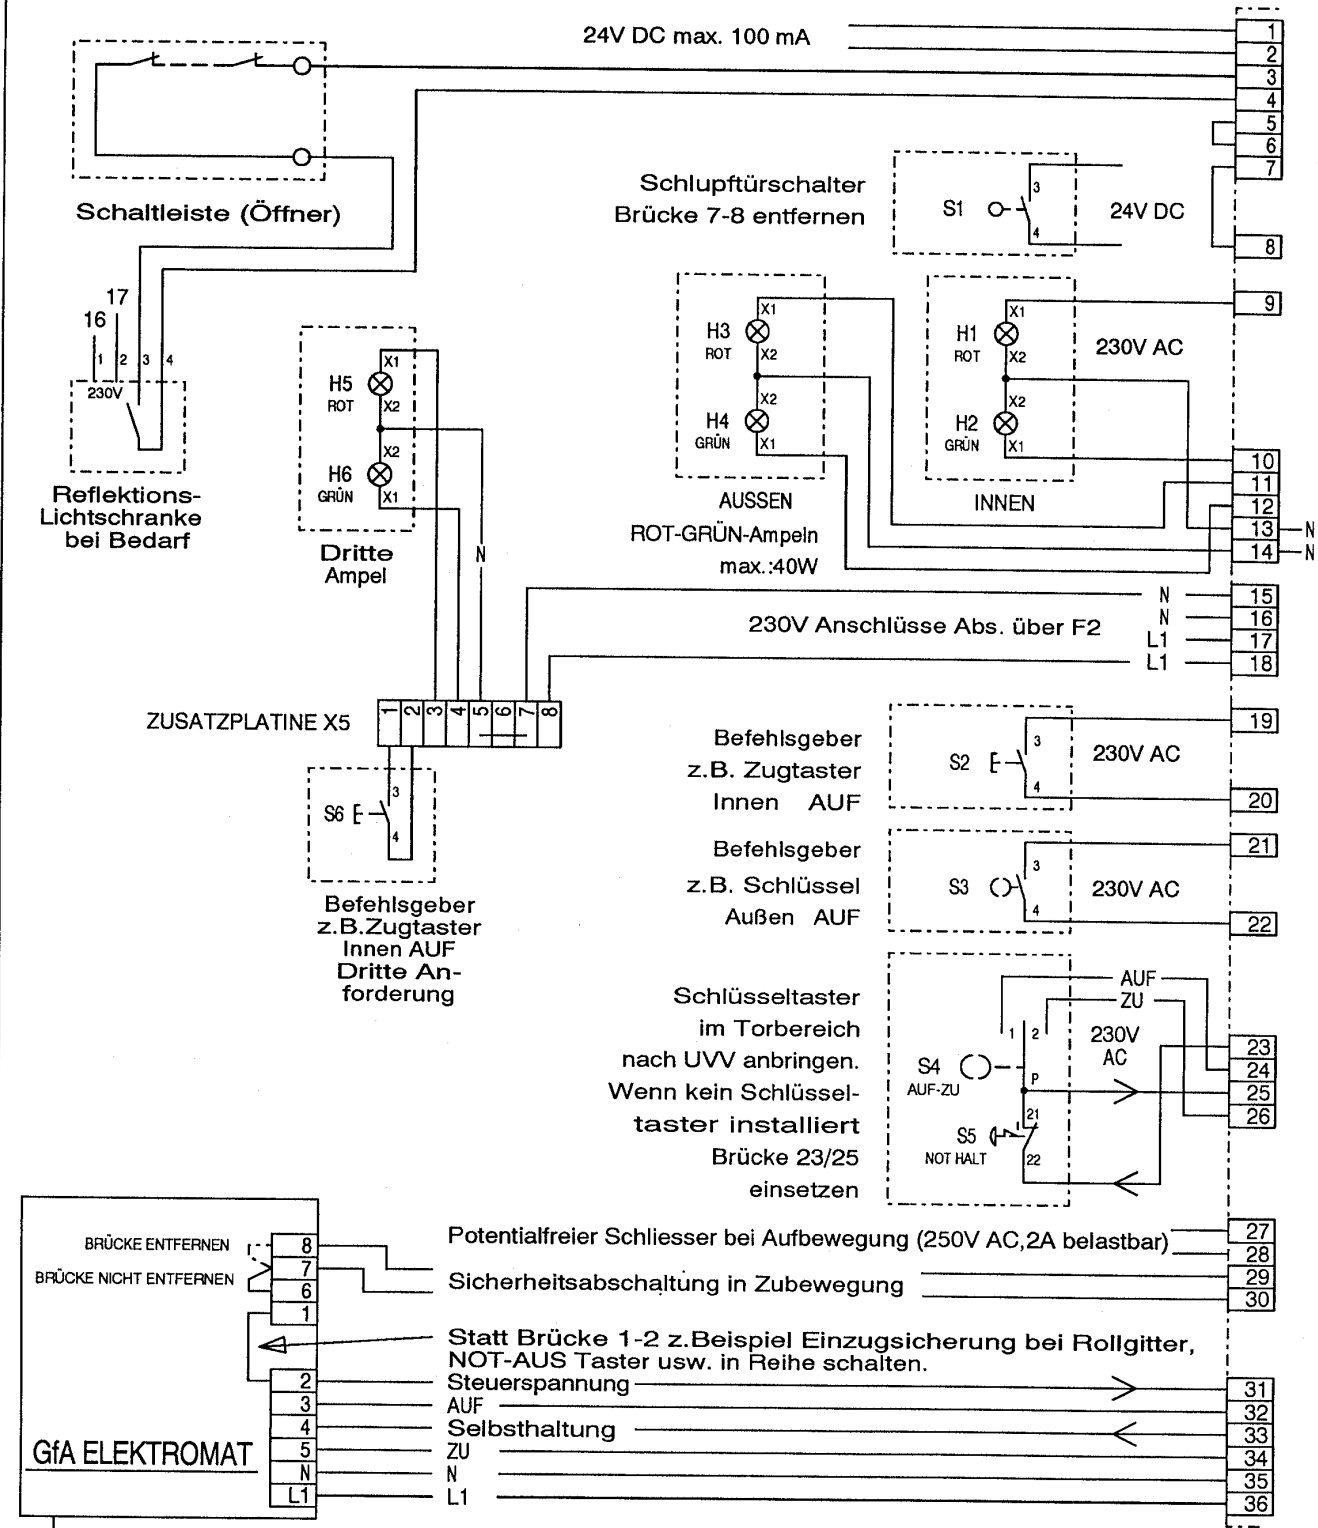 24V DC max. 100 mA
1
2
3
4
5
6
7
8
Schaltleiste (Öffner)
Schlupftürschalter
Brücke 7-8 entfernen
S1
3
4
24V DC
16
17
1
2
3
4
230V
Reflektions-
Lichtschranke
bei Bedarf
H5
ROT
X1
X2
H6
GRÜN
X2
X1
Dritte
Ampel
N
H3
ROT
X1
X2
H4
GRÜN
X2
X1
AUSSEN
H1
ROT
X1
X2
H2
GRÜN
X2
X1
INNEN
230V AC
9
10
11
12
13 N
14 N
ROT-GRÜN-Ampeln
max.:40W
N 15
N 16
L1 17
L1 18
230V Anschlüsse Abs. über F2
ZUSATZPLATINE X5
1 2 3 4 5 6 7 8
S6
3
4
Befehlsgeber
z.B.Zugtaster
Innen AUF
Dritte An-
forderung
Befehlsgeber
z.B. Zugtaster
Innen AUF
S2
3
4
230V AC
19
20
Befehlsgeber
z.B. Schlüssel
Außen AUF
S3
3
4
230V AC
21
22
Schlüsseltaster
im Torbereich
nach UVV anbringen.
Wenn kein Schlüssel-
taster installiert
Brücke 23/25
einsetzen
AUF
ZU
1
2
230V
AC
S4
AUF-ZU
P
21
S5
NOT HALT
22
23
24
25
26
BRÜCKE ENTFERNEN
BRÜCKE NICHT ENTFERNEN
8
7
6
1
Potentialfreier Schliesser bei Aufbewegung (250V AC,2A belastbar)
27
28
Sicherheitsabschaltung in Zubewegung
29
30
Statt Brücke 1-2 z.Beispiel Einzugsicherung bei Rollgitter,
NOT-AUS Taster usw. in Reihe schalten.
2 Steuerspannung 31
3 AUF 32
4 Selbsthaltung 33
5 ZU 34
N N 35
L1 L1 36
GfA ELEKTROMAT